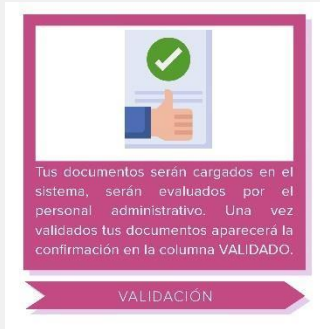 Tus documentos serán cargados en el
sistema, serán evaluados por el
personal administrativo. Una vez
validados tus documentos aparecerá la
confirmación en la columna VALIDADO.
VALIDACIÓN